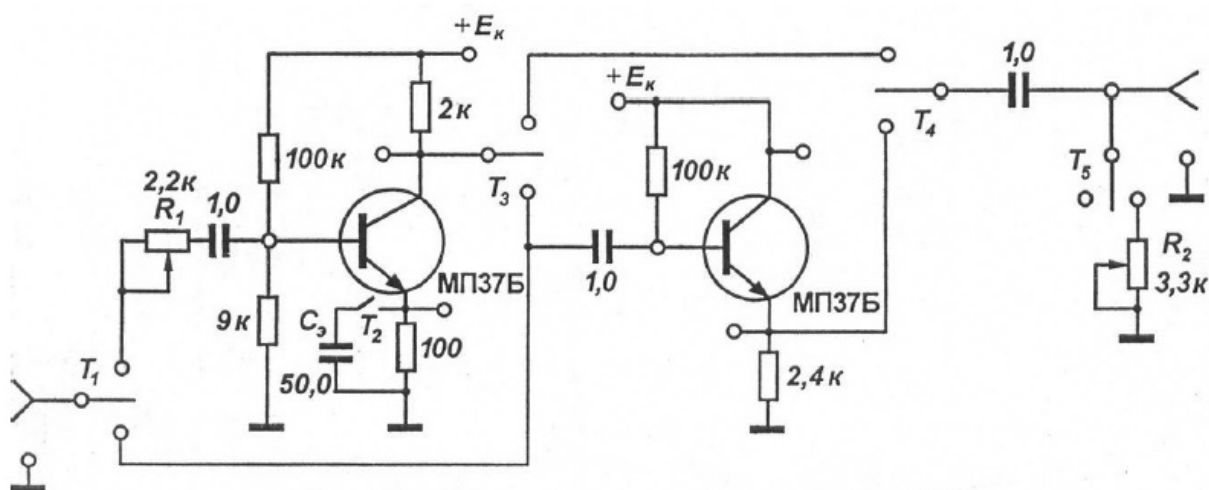 +Eк
2к
100к
2,2к
R1
1,0
МП37Б
9к
Cэ
T2
50,0
100
T1
T3
+Eк
100к
1,0
МП37Б
2,4к
1,0
T4
T5
R2
3,3к